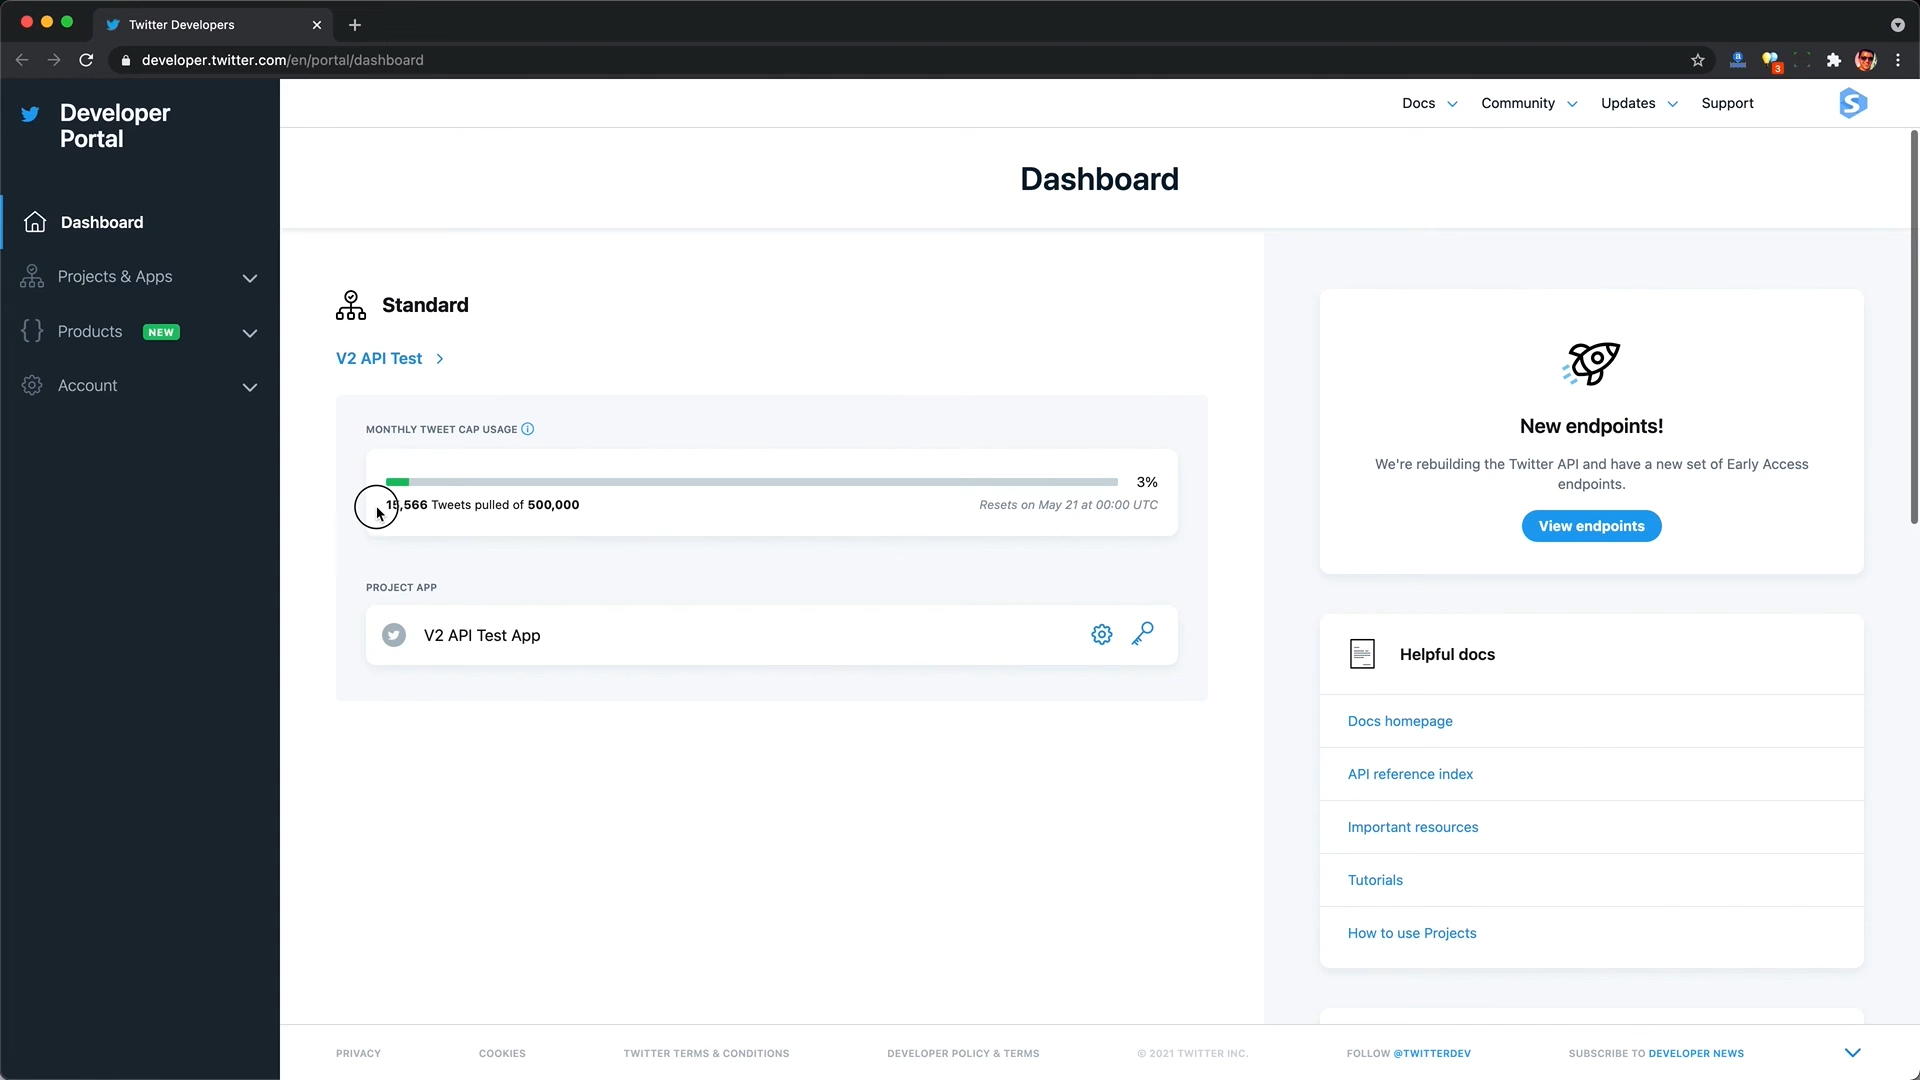 Twitter Developers
developer.twitter.com/en/portal/dashboard
3
Developer
Portal
Dashboard
Projects & Apps
Products NEW
Account
Docs Community Updates Support
S
Dashboard
Standard
V2 API Test
MONTHLY TWEET CAP USAGE
3%
15,566 Tweets pulled of 500,000
Resets on May 21 at 00:00 UTC
PROJECT APP
V2 API Test App
New endpoints!
We're rebuilding the Twitter API and have a new set of Early Access
endpoints.
View endpoints
Helpful docs
Docs homepage
API reference index
Important resources
Tutorials
How to use Projects
PRIVACY COOKIES TWITTER TERMS & CONDITIONS DEVELOPER POLICY & TERMS © 2021 TWITTER INC. FOLLOW @TWITTERDEV SUBSCRIBE TO DEVELOPER NEWS